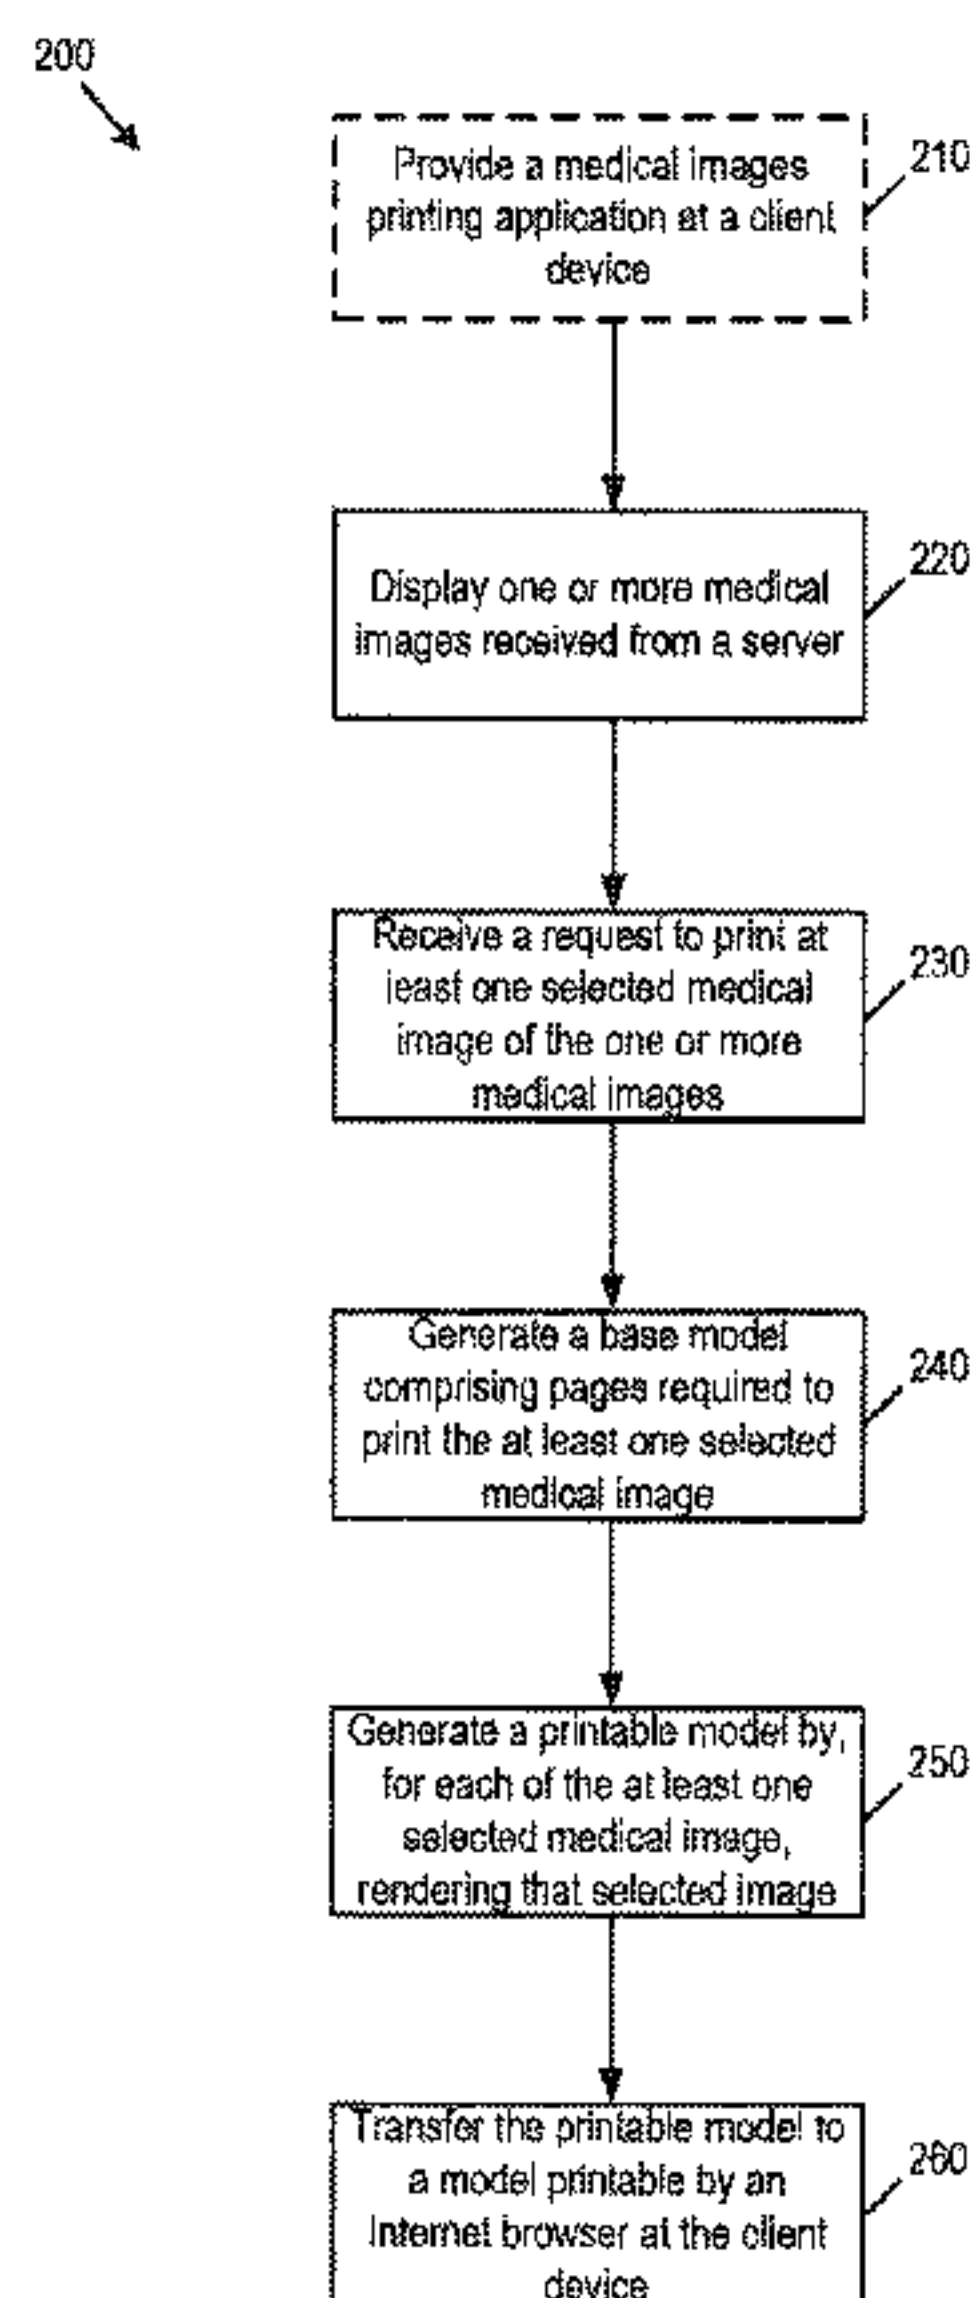 200
Provide a medical images
printing application at a client
device
210
Display one or more medical
images received from a server
220
Receive a request to print at
least one selected medical
image of the one or more
medical images
230
Generate a base model
comprising pages required to
print the at least one selected
medical image
240
Generate a printable model by,
for each of the at least one
selected medical image,
rendering that selected image
250
Transfer the printable model to
a model printable by an
Internet browser at the client
device
260